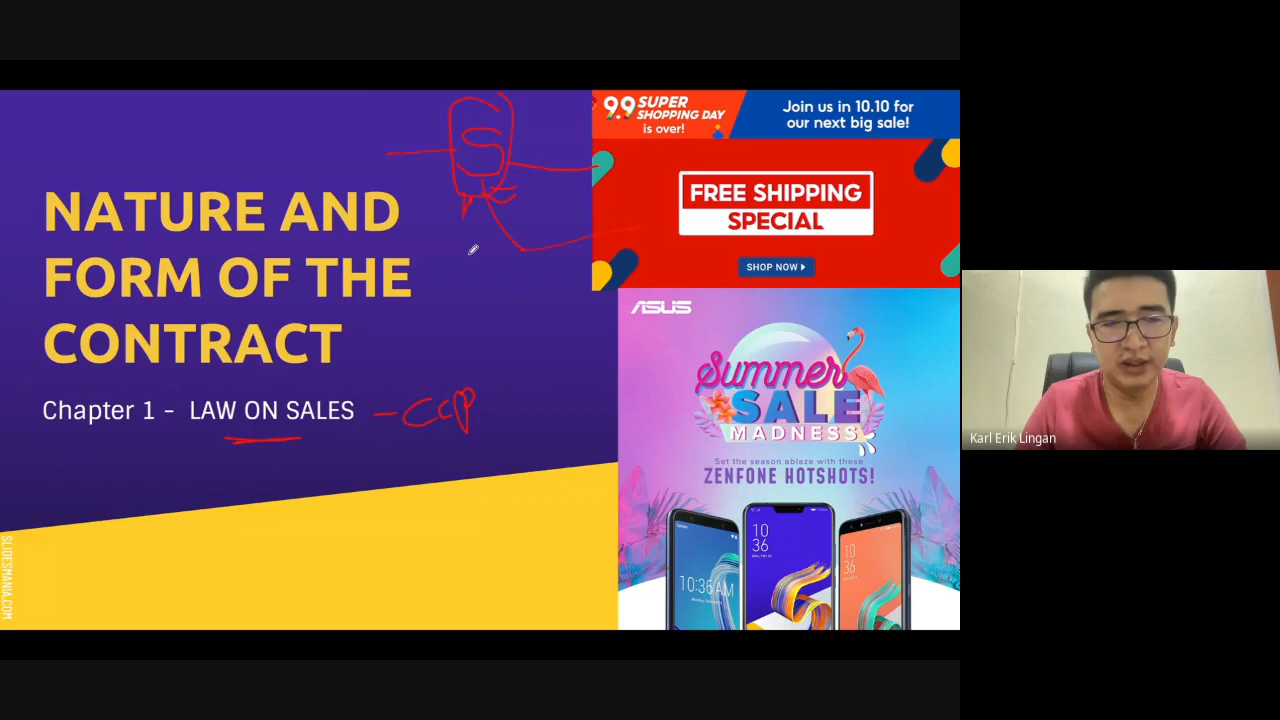 NATURE AND
FORM OF THE
CONTRACT
Chapter 1 - LAW ON SALES
- CCP
S
SLIDESMANIA.COM
9.9 SUPER
SHOPPING DAY
is over!
Join us in 10.10 for
our next big sale!
FREE SHIPPING
SPECIAL
SHOP NOW
ASUS
Summer
SALE
MADNESS
Set the season ablaze with these
ZENFONE HOTSHOTS!
10:36 AM
10
36
10
36
Karl Erik Lingan